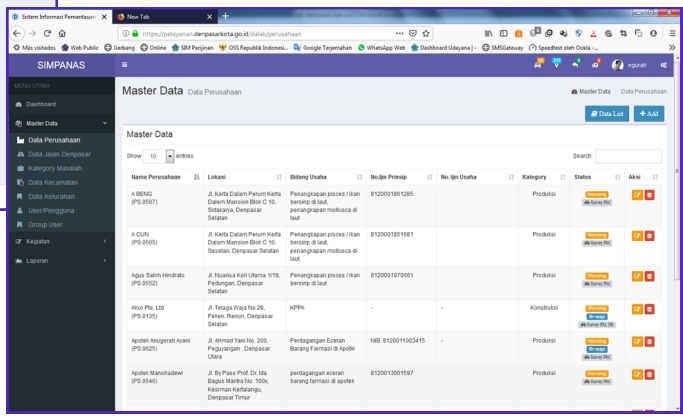 Sistem Informasi Pemantauan
New Tab
https://pelayanan.denpasarkota.go.id/dalak/perusahaan
Más visitados Web Public Gerbang Online SIM Perijinan YSP OSS Republik Indonesi... Google Terjemahan WhatsApp Web Dashboard Udayana | - SMSGateway Speedtest oleh Ookla -...
SIMPANAS
ngurah
MENU UTAMA
Dashboard
Master Data
Data Perusahaan
Data Jalan Denpasar
Kategory Masalah
Data Kecamatan
Data Kelurahan
User/Pengguna
Group User
Kegiatan
Laporan
Master Data Data Perusahaan
Master Data Data Perusahaan
Data List + Add
Master Data
Show 10 entries Search:
Nama Perusahaan Lokasi Bidang Usaha No.Ijin Prinsip No. Ijin Usaha Kategory Status Aksi
A BENG (PS.0507) Jl. Kerta Dalam Perum Kerta Dalem Mansion Blok C 10, Sidakarya, Denpasar Selatan Penangkapan pisces / ikan bersirip di laut, penangkapan mollusca di laut 8120001861285 Produksi Warning
A CUN (PS.0505) Jl. Kerta Dalam Perum Kerta Dalam Mansion Blok C 10, Sesetan, Denpasar Selatan Penangkapan pisces / ikan bersirip di laut, penangkapan mollusca di laut 8120001851681 Produksi Warning
Agus Salim Hindrato (PS.0552) Jl. Nuansa Kori Utama 1/18, Pedungan, Denpasar Selatan Penangkapan pisces / ikan bersirip di laut 8120001970661 Produksi Warning
Akvo Pte, Ltd (PS.0135) Jl. Telaga Waja No 28, Peken, Renon, Denpasar Selatan KPPA - - Konstruksi Warning
Apotek Anugerah Ayani (PS.0625) Jl. Ahmad Yani No. 200, Peguyangan , Denpasar Utara Perdagangan Eceran Barang Farmasi di Apotik NIB. 8120011003415 - Produksi Warning
Apotek Manshadewi (PS.0546) Jl. By Pass Prof. Dr. Ida Bagus Mantra No. 100x, Kesiman Kertalangu, Denpasar Timur perdagangan eceran barang farmasi di apotek 8120013001597 Produksi Warning